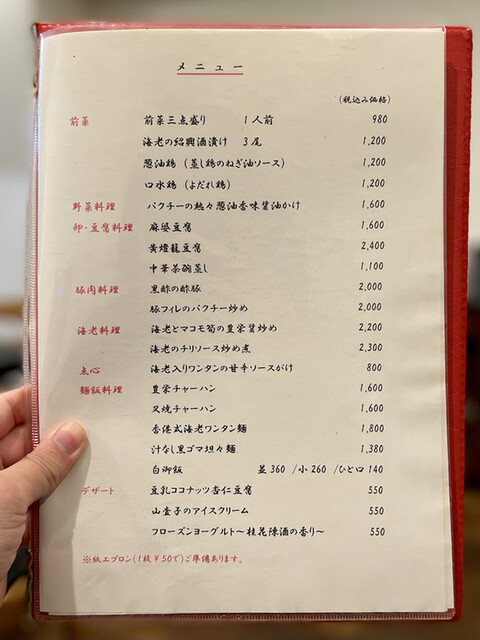 メニュー
(税込み価格)
前菜 前菜三点盛り 1人前 980
海老の紹興酒漬け 3尾 1,200
葱油鶏 (蒸し鶏のねぎ油ソース) 1,200
口水鶏 (よだれ鶏) 1,200
野菜料理 パクチーの熱々葱油香味醤油かけ 1,600
卵・豆腐料理 麻婆豆腐 1,600
黄燈籠豆腐 2,400
中華茶碗蒸し 1,100
豚肉料理 黒酢の酢豚 2,000
豚フィレのパクチー炒め 2,000
海老料理 海老とマコモ筍の豊栄醤炒め 2,200
海老のチリソース炒め煮 2,300
点心 海老入りワンタンの甘辛ソースがけ 800
麺飯料理 豊栄チャーハン 1,600
叉焼チャーハン 1,600
香港式海老ワンタン麺 1,800
汁なし黒ゴマ坦々麺 1,380
白御飯 並360 /小260 /ひと口140
デザート 豆乳ココナッツ杏仁豆腐 550
山査子のアイスクリーム 550
フローズンヨーグルト〜桂花陳酒の香り〜 550
※紙エプロン(1枚¥50で)ご準備あります。